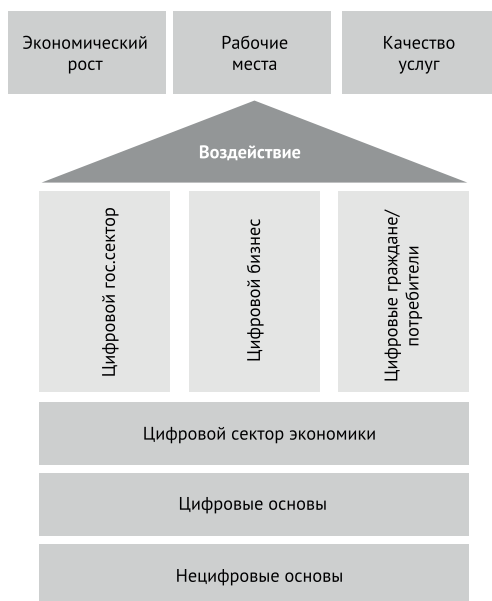 Экономический
рост
Рабочие
места
Качество
услуг
Воздействие
Цифровой гос.сектор
Цифровой бизнес
Цифровые граждане/
потребители
Цифровой сектор экономики
Цифровые основы
Нецифровые основы